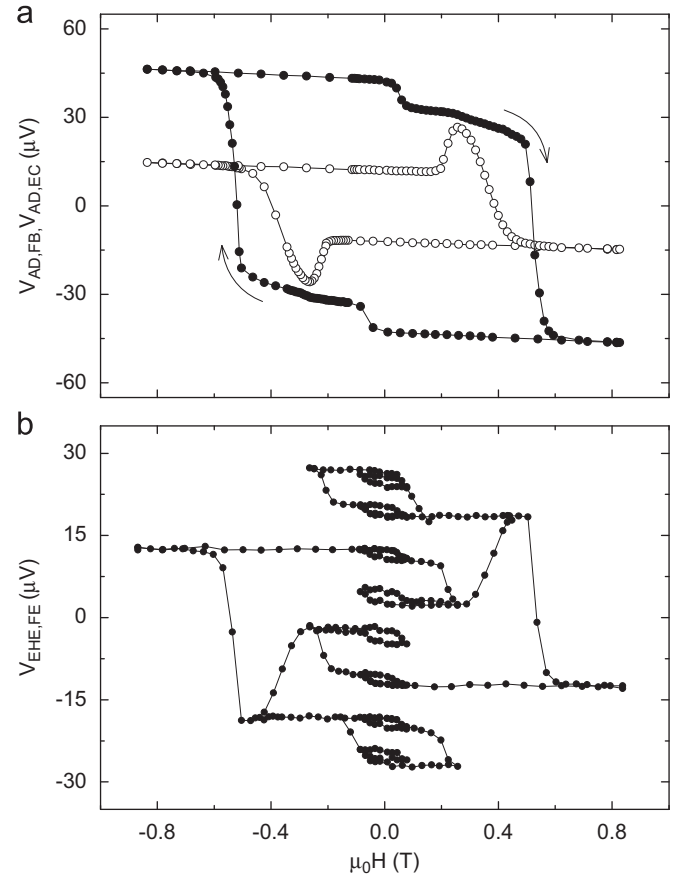 a
60
30
0
-30
-60
V_AD,FB,V_AD,EC (μV)
b
30
15
0
-15
-30
V_EHE,FE (μV)
-0.8 -0.4 0.0 0.4 0.8
μ₀H (T)